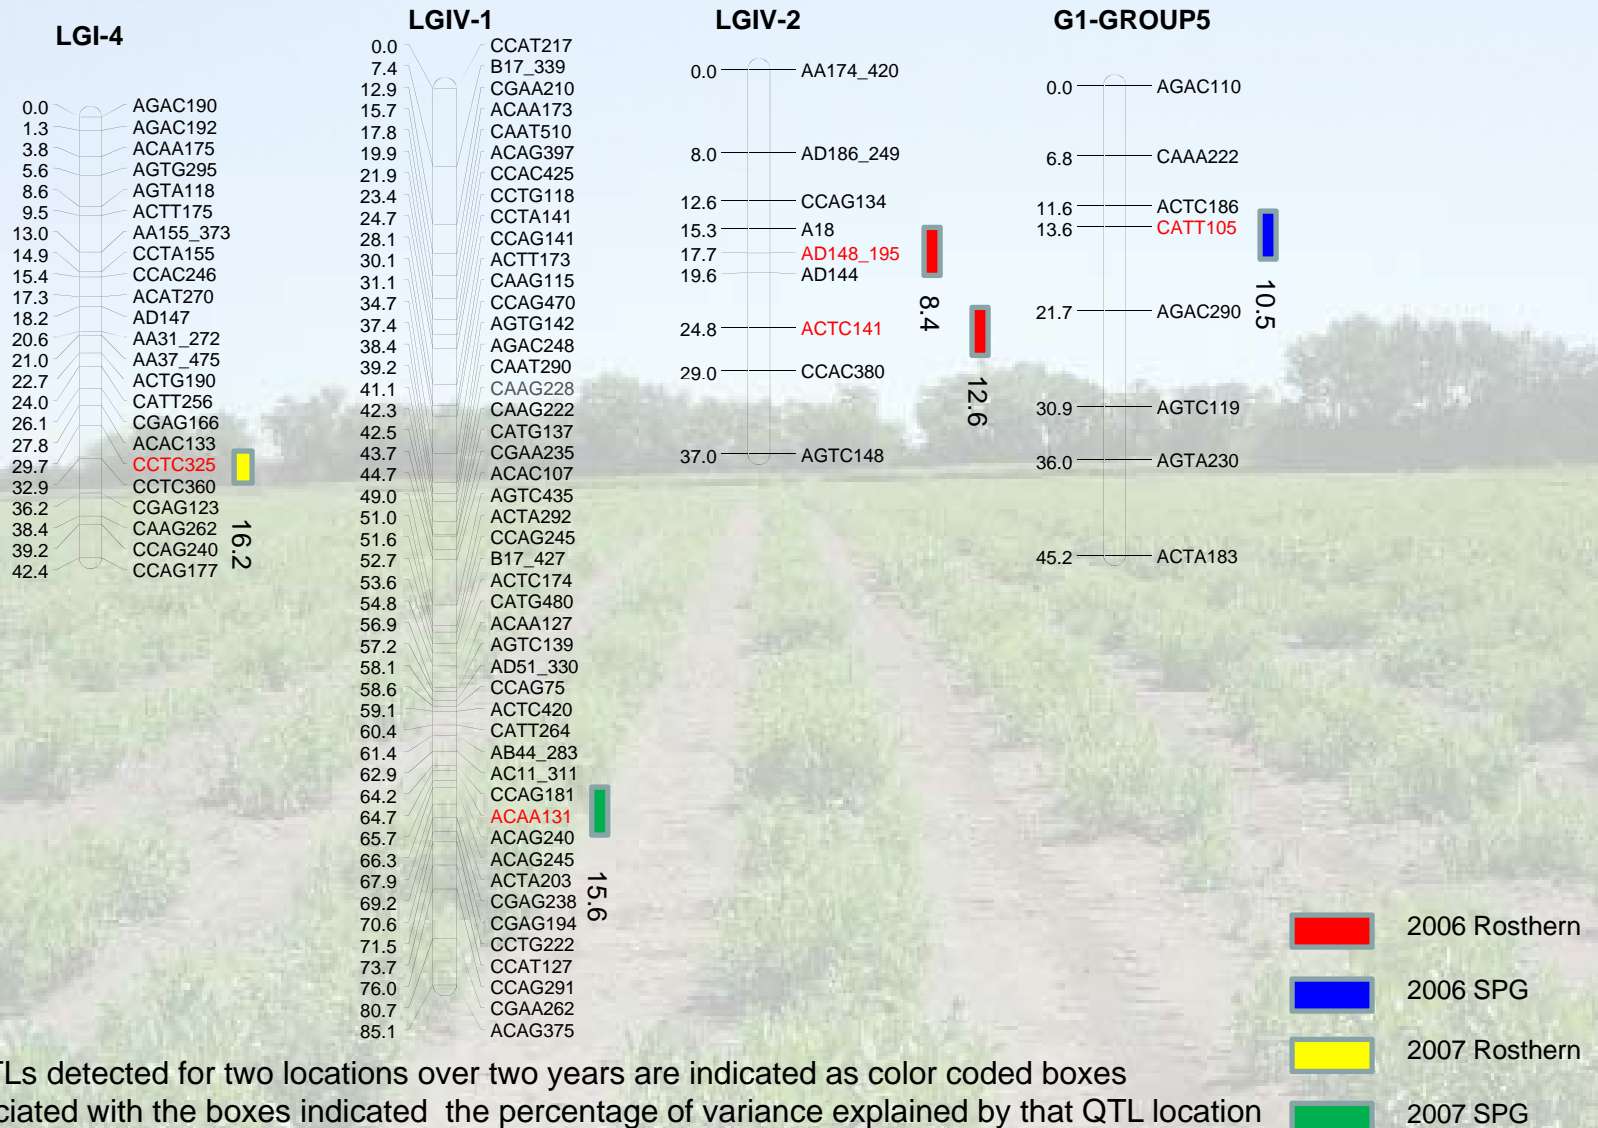 LGI-4
0.0 AGAC190
1.3 AGAC192
3.8 ACAA175
5.6 AGTG295
8.6 AGTA118
9.5 ACTT175
13.0 AA155_373
14.9 CCTA155
15.4 CCAC246
17.3 ACAT270
18.2 AD147
20.6 AA31_272
21.0 AA37_475
22.7 ACTG190
24.0 CATT256
26.1 CGAG166
27.8 ACAC133
29.7 CCTC325
32.9 CCTC360
36.2 CGAG123
38.4 CAAG262
39.2 CCAG240
42.4 CCAG177
16.2
LGIV-1
0.0 CCAT217
7.4 B17_339
12.9 CGAA210
15.7 ACAA173
17.8 CAAT510
19.9 ACAG397
21.9 CCAC425
23.4 CCTG118
24.7 CCTA141
28.1 CCAG141
30.1 ACTT173
31.1 CAAG115
34.7 CCAG470
37.4 AGTG142
38.4 AGAC248
39.2 CAAT290
41.1 CAAG228
42.3 CAAG222
42.5 CATG137
43.7 CGAA235
44.7 ACAC107
49.0 AGTC435
51.0 ACTA292
51.6 CCAG245
52.7 B17_427
53.6 ACTC174
54.8 CATG480
56.9 ACAA127
57.2 AGTC139
58.1 AD51_330
58.6 CCAG75
59.1 ACTC420
60.4 CATT264
61.4 AB44_283
62.9 AC11_311
64.2 CCAG181
64.7 ACAA131
65.7 ACAG240
66.3 ACAG245
67.9 ACTA203
69.2 CGAG238
70.6 CGAG194
71.5 CCTG222
73.7 CCAT127
76.0 CCAG291
80.7 CGAA262
85.1 ACAG375
15.6
LGIV-2
0.0 AA174_420
8.0 AD186_249
12.6 CCAG134
15.3 A18
17.7 AD148_195
19.6 AD144
24.8 ACTC141
29.0 CCAC380
37.0 AGTC148
8.4
12.6
G1-GROUP5
0.0 AGAC110
6.8 CAAA222
11.6 ACTC186
13.6 CATT105
21.7 AGAC290
30.9 AGTC119
36.0 AGTA230
45.2 ACTA183
10.5
2006 Rosthern
2006 SPG
2007 Rosthern
2007 SPG
TLs detected for two locations over two years are indicated as color coded boxes
ciated with the boxes indicated the percentage of variance explained by that QTL location